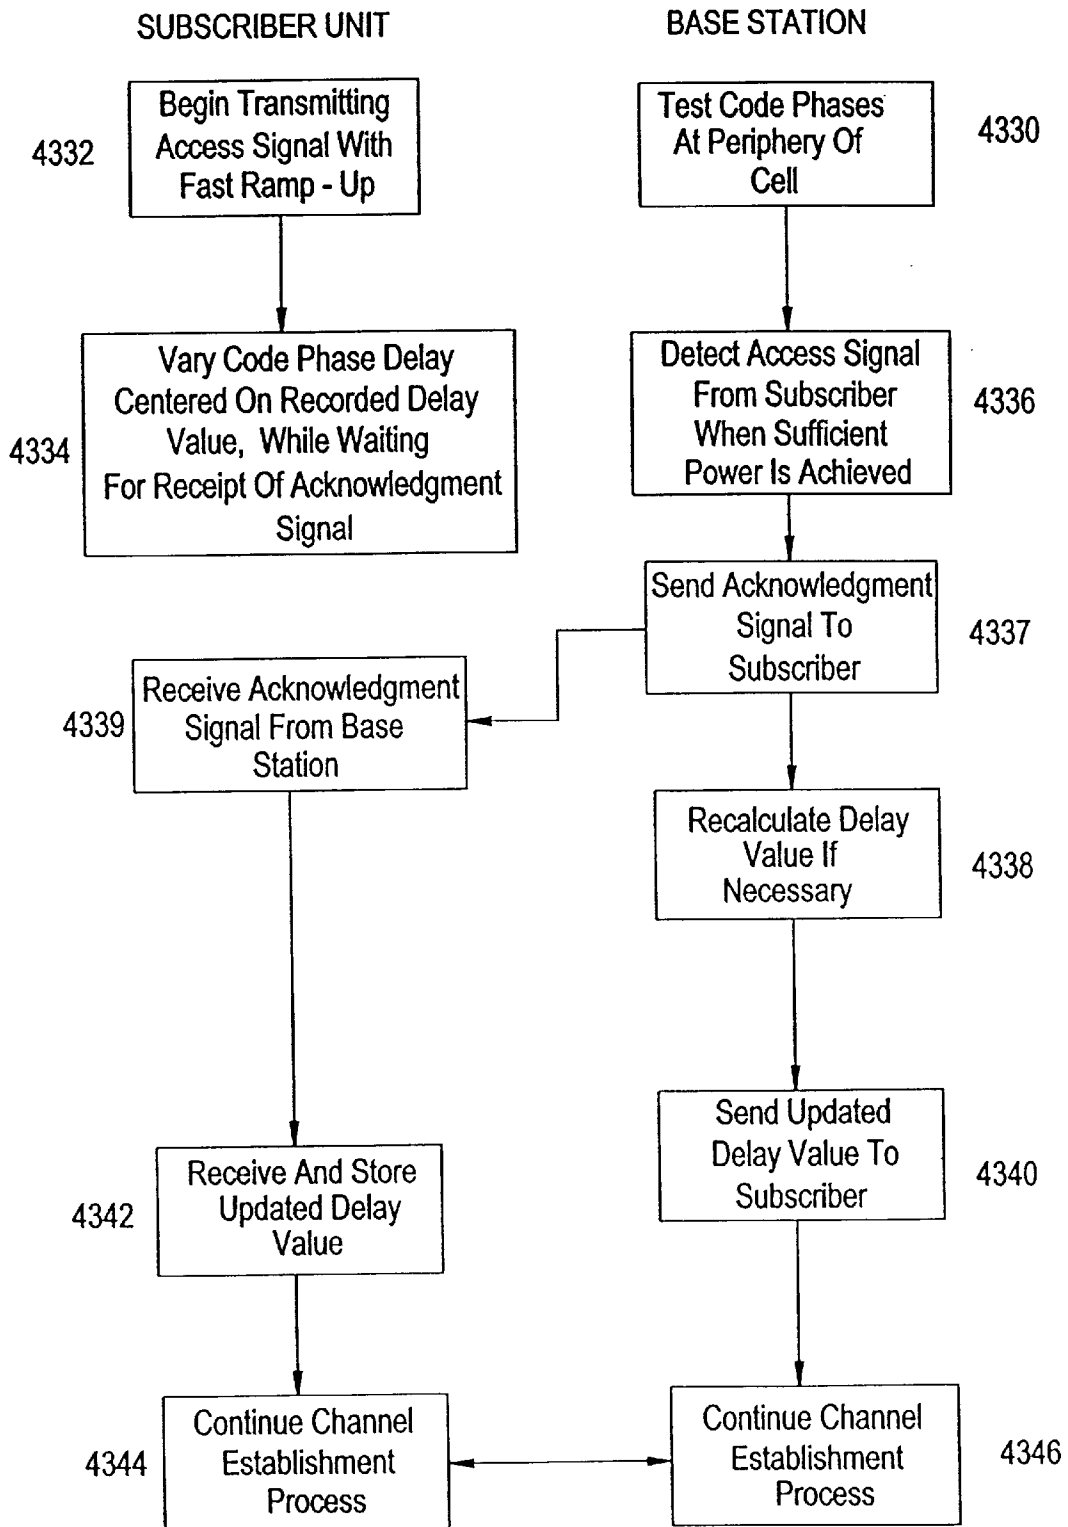 SUBSCRIBER UNIT
BASE STATION
Begin Transmitting
Access Signal With
Fast Ramp - Up
4332
Test Code Phases
At Periphery Of
Cell
4330
Vary Code Phase Delay
Centered On Recorded Delay
Value, While Waiting
For Receipt Of Acknowledgment
Signal
4334
Detect Access Signal
From Subscriber
When Sufficient
Power Is Achieved
4336
Send Acknowledgment
Signal To
Subscriber
4337
Receive Acknowledgment
Signal From Base
Station
4339
Recalculate Delay
Value If
Necessary
4338
Send Updated
Delay Value To
Subscriber
4340
Receive And Store
Updated Delay
Value
4342
Continue Channel
Establishment
Process
4344
Continue Channel
Establishment
Process
4346